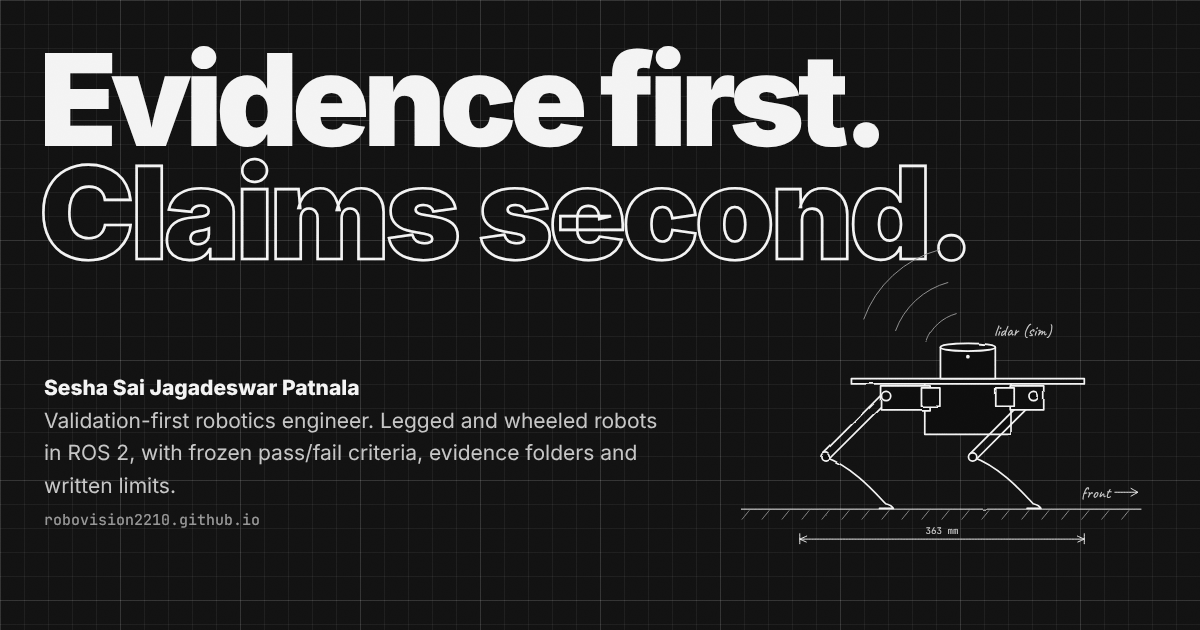 Evidence first.
Claims second.
lidar (sim)
Sesha Sai Jagadeswar Patnala
Validation-first robotics engineer. Legged and wheeled robots
in ROS 2, with frozen pass/fail criteria, evidence folders and
written limits.
robovision2210.github.io
front
363 mm